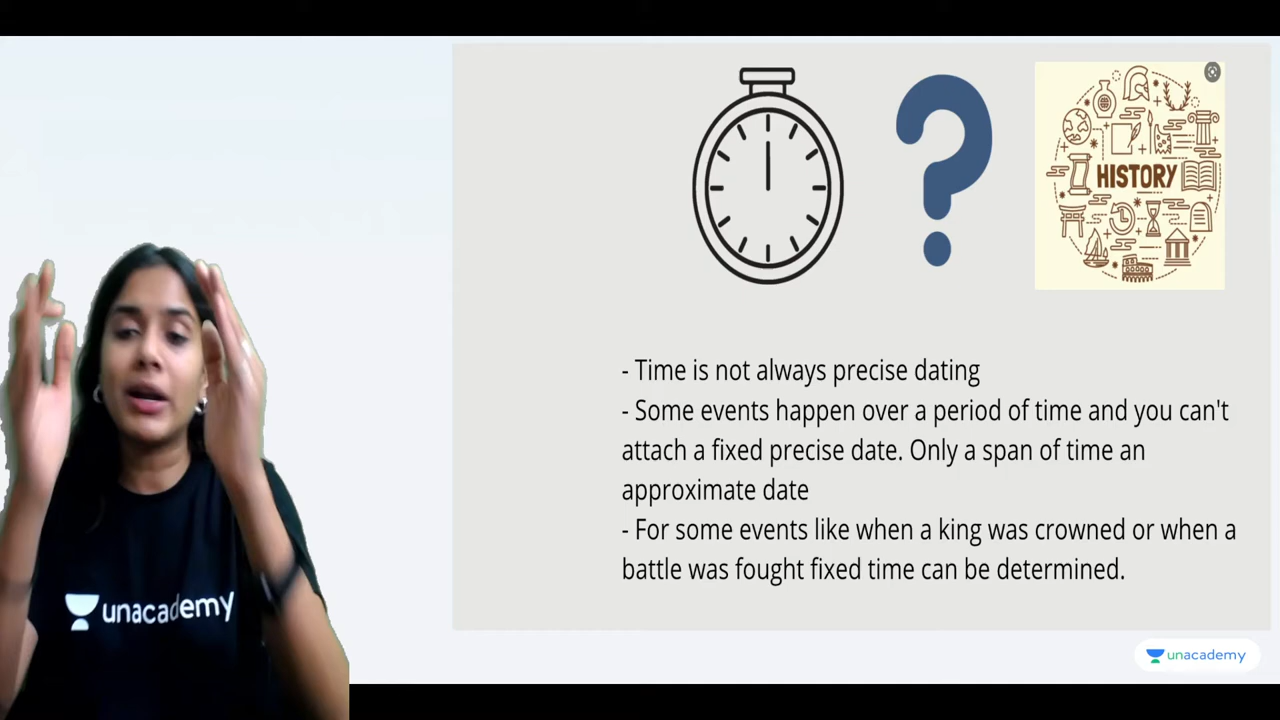 HISTORY
- Time is not always precise dating
- Some events happen over a period of time and you can't
attach a fixed precise date. Only a span of time an
approximate date
- For some events like when a king was crowned or when a
battle was fought fixed time can be determined.
unacademy
unacademy